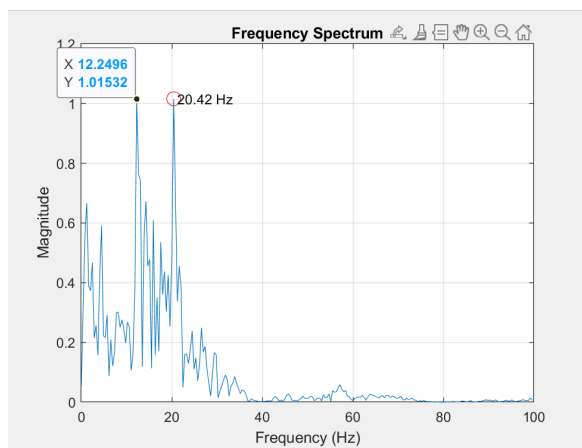 Frequency Spectrum
1.2
X 12.2496
Y 1.01532
20.42 Hz
1
0.8
0.6
0.4
0.2
0
Magnitude
0 20 40 60 80 100
Frequency (Hz)